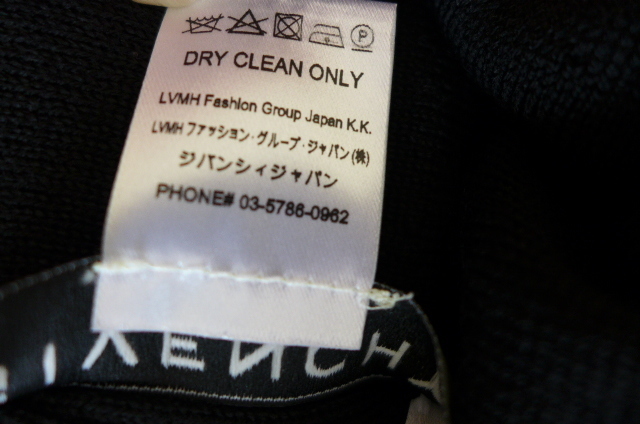 DRY CLEAN ONLY
LVMH Fashion Group Japan K.K.
LVMH ファッション・グループ・ジャパン(株)
ジバンシィジャパン
PHONE# 03-5786-0962